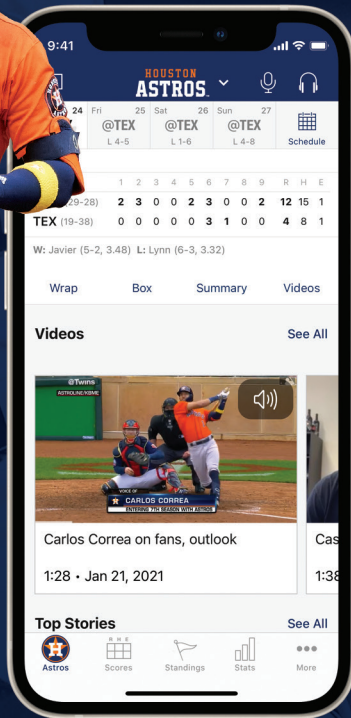 9:41
HOUSTON
ASTROS
24 Fri 25 Sat 26 Sun 27
@TEX @TEX @TEX
L 4-5 L 1-6 L 4-8 Schedule
1 2 3 4 5 6 7 8 9 R H E
29-28) 2 3 0 0 2 3 0 0 2 12 15 1
TEX (19-38) 0 0 0 0 0 3 1 0 0 4 8 1
W: Javier (5-2, 3.48) L: Lynn (6-3, 3.32)
Wrap Box Summary Videos
Videos See All
@Twins
ASTROLINE/KBME
VOICE OF
CARLOS CORREA
ENTERING 7TH SEASON WITH ASTROS
Carlos Correa on fans, outlook Cas
1:28 • Jan 21, 2021 1:38
Top Stories See All
R H E
Astros Scores Standings Stats More